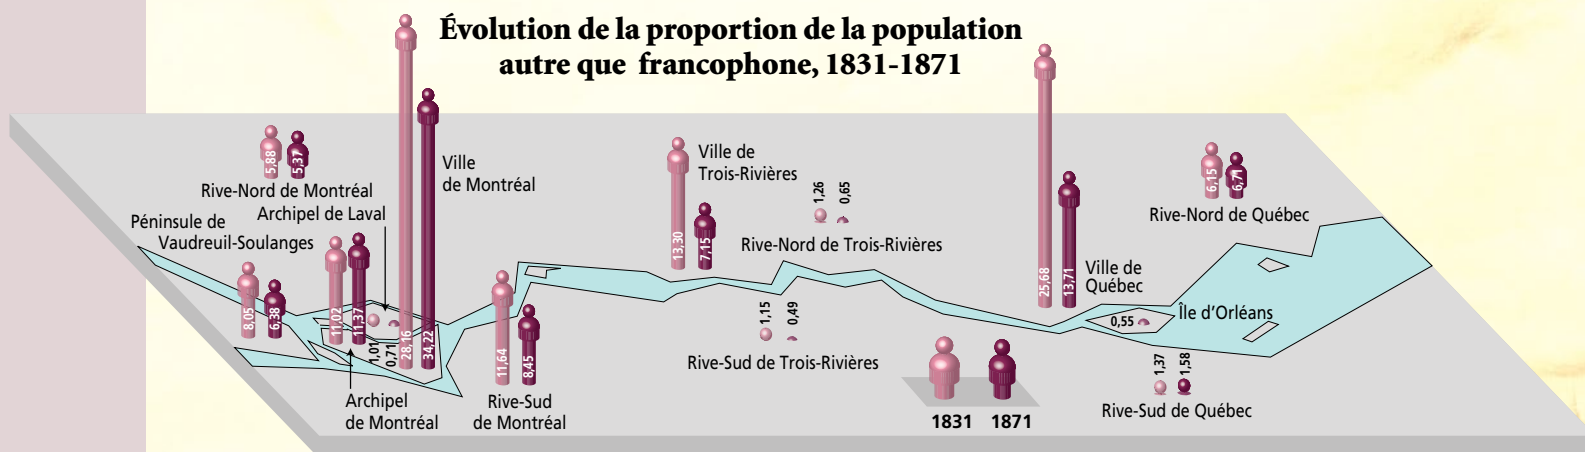 Évolution de la proportion de la population
autre que francophone, 1831-1871
5,88
5,37
Rive-Nord de Montréal
Archipel de Laval
Péninsule de
Vaudreuil-Soulanges
8,05
6,38
11,02
11,37
1,01
0,71
28,16
34,22
Ville
de Montréal
Archipel
de Montréal
11,64
8,45
Rive-Sud
de Montréal
Ville de
Trois-Rivières
13,30
7,15
1,26
0,65
Rive-Nord de Trois-Rivières
1,15
0,49
Rive-Sud de Trois-Rivières
25,68
13,71
Ville de
Québec
6,15
6,71
Rive-Nord de Québec
0,55
Île d'Orléans
1,37
1,58
Rive-Sud de Québec
1831
1871